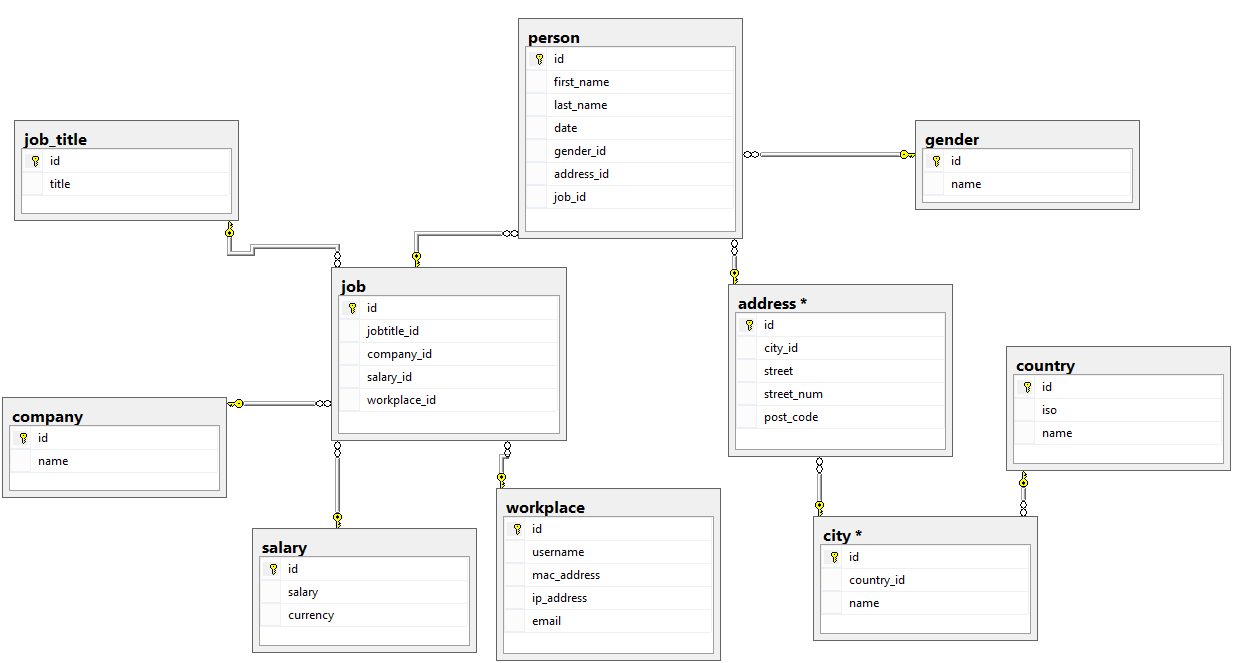 person
id
first_name
last_name
date
gender_id
address_id
job_id
job_title
id
title
gender
id
name
job
id
jobtitle_id
company_id
salary_id
workplace_id
address *
id
city_id
street
street_num
post_code
country
id
iso
name
company
id
name
workplace
id
username
mac_address
ip_address
email
city *
id
country_id
name
salary
id
salary
currency